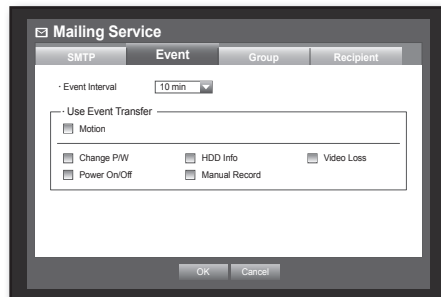 Mailing Service
SMTP Event Group Recipient
· Event Interval 10 min
· Use Event Transfer
Motion
Change P/W HDD Info Video Loss
Power On/Off Manual Record
OK Cancel